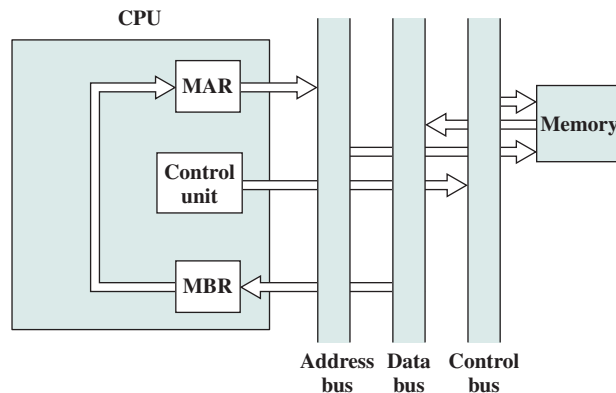 CPU
MAR
Memory
Control
unit
MBR
Address
bus
Data
bus
Control
bus